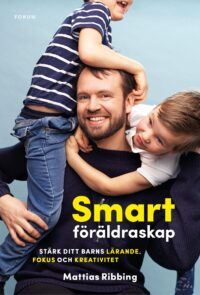 FORUM
Smart
föräldraskap
STÄRK DITT BARNS LÄRANDE,
FOKUS OCH KREATIVITET
Mattias Ribbing